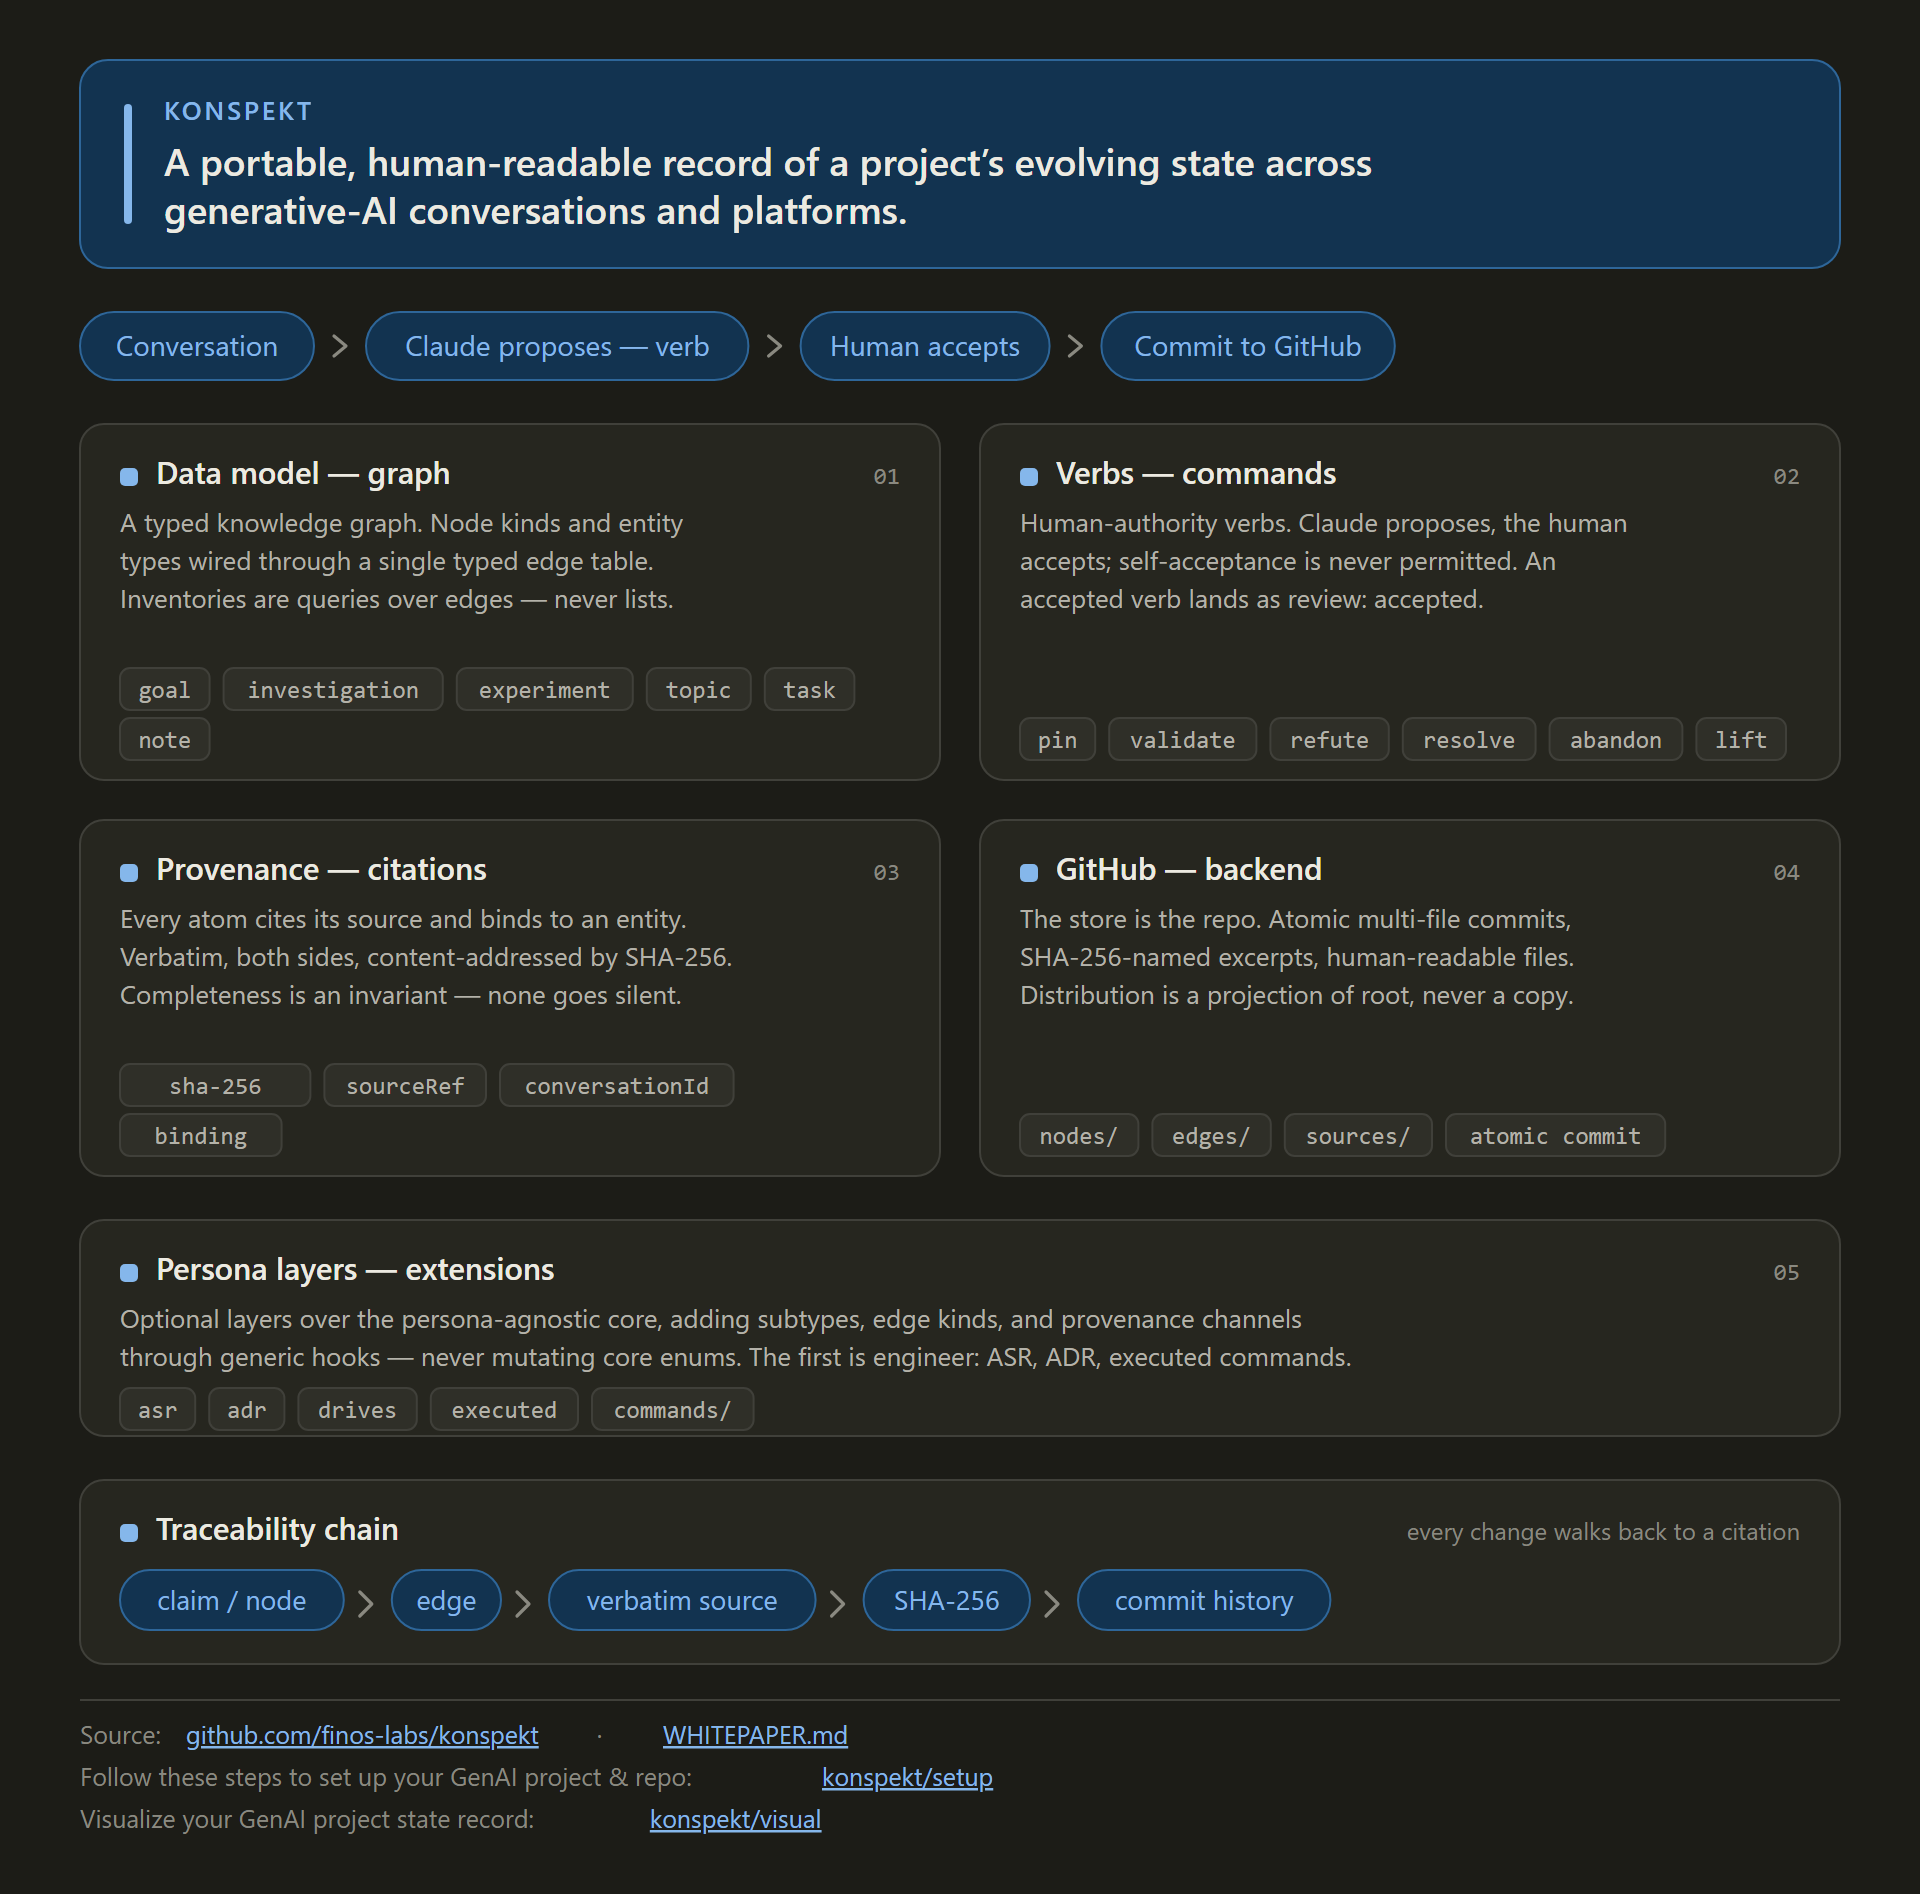 KONSPEKT
A portable, human-readable record of a project’s evolving state across
generative-AI conversations and platforms.
Conversation > Claude proposes — verb > Human accepts > Commit to GitHub
Data model — graph 01
A typed knowledge graph. Node kinds and entity
types wired through a single typed edge table.
Inventories are queries over edges — never lists.
goal investigation experiment topic task
note
Verbs — commands 02
Human-authority verbs. Claude proposes, the human
accepts; self-acceptance is never permitted. An
accepted verb lands as review: accepted.
pin validate refute resolve abandon lift
Provenance — citations 03
Every atom cites its source and binds to an entity.
Verbatim, both sides, content-addressed by SHA-256.
Completeness is an invariant — none goes silent.
sha-256 sourceRef conversationId
binding
GitHub — backend 04
The store is the repo. Atomic multi-file commits,
SHA-256-named excerpts, human-readable files.
Distribution is a projection of root, never a copy.
nodes/ edges/ sources/ atomic commit
Persona layers — extensions 05
Optional layers over the persona-agnostic core, adding subtypes, edge kinds, and provenance channels
through generic hooks — never mutating core enums. The first is engineer: ASR, ADR, executed commands.
asr adr drives executed commands/
Traceability chain every change walks back to a citation
claim / node > edge > verbatim source > SHA-256 > commit history
Source: github.com/finos-labs/konspekt · WHITEPAPER.md
Follow these steps to set up your GenAI project & repo: konspekt/setup
Visualize your GenAI project state record: konspekt/visual